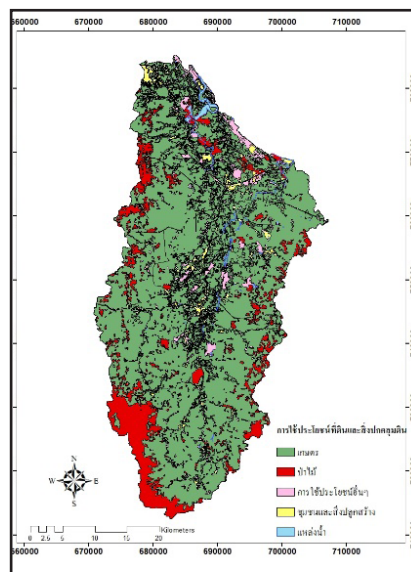 660000 670000 680000 690000 700000 710000
การใช้ประโยชน์ที่ดินและสิ่งปกคลุมดิน
เกษตร
ป่าไม้
การใช้ประโยชน์อื่นๆ
ชุมชนและสิ่งปลูกสร้าง
แหล่งน้ำ
N
W E
S
Kilometers
0 2.5 5 10 15 20
660000 670000 680000 690000 700000 710000